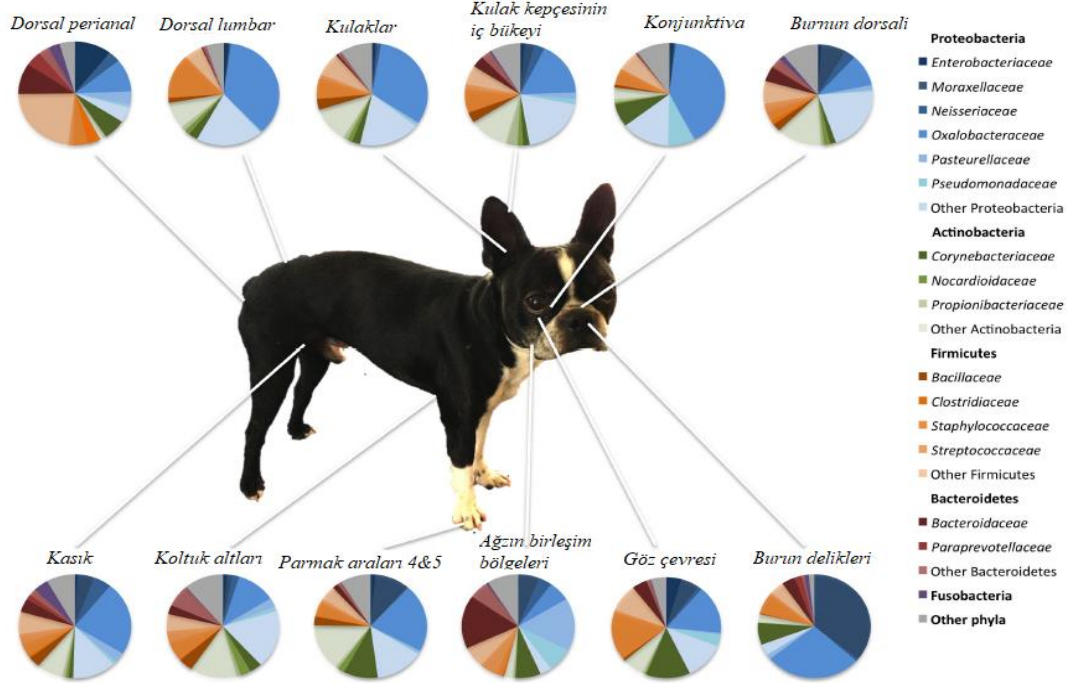 Dorsal perianal
Dorsal lumbar
Kulaklar
Kulak kepçesinin
iç bükeyi
Konjunktiva
Burnun dorsali
Proteobacteria
Enterobacteriaceae
Moraxellaceae
Neisseriaceae
Oxalobacteraceae
Pasteurellaceae
Pseudomonadaceae
Other Proteobacteria
Actinobacteria
Corynebacteriaceae
Nocardioidaceae
Propionibacteriaceae
Other Actinobacteria
Firmicutes
Bacillaceae
Clostridiaceae
Staphylococcaceae
Streptococcaceae
Other Firmicutes
Bacteroidetes
Bacteroidaceae
Paraprevotellaceae
Other Bacteroidetes
Fusobacteria
Other phyla
Kasık
Koltuk altları
Parmak araları 4&5
Ağzın birleşim
bölgeleri
Göz çevresi
Burun delikleri